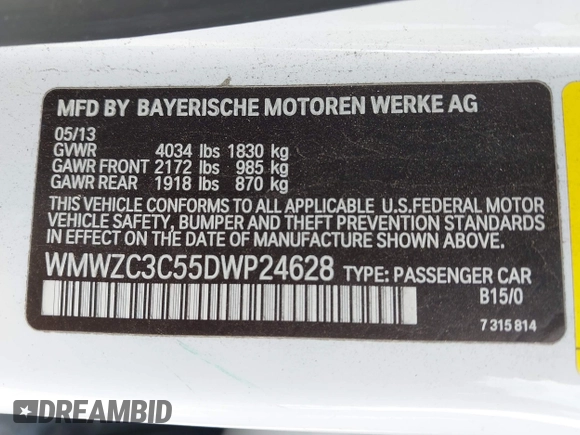 MFD BY BAYERISCHE MOTOREN WERKE AG
05/13
GVWR 4034 lbs 1830 kg
GAWR FRONT 2172 lbs 985 kg
GAWR REAR 1918 lbs 870 kg
THIS VEHICLE CONFORMS TO ALL APPLICABLE U.S.FEDERAL MOTOR
VEHICLE SAFETY, BUMPER AND THEFT PREVENTION STANDARDS
IN EFFECT ON THE DATE OF MANUFACTURE SHOWN ABOVE.
WMWZC3C55DWP24628 TYPE: PASSENGER CAR
B15/0
7 315 814
DREAMBID